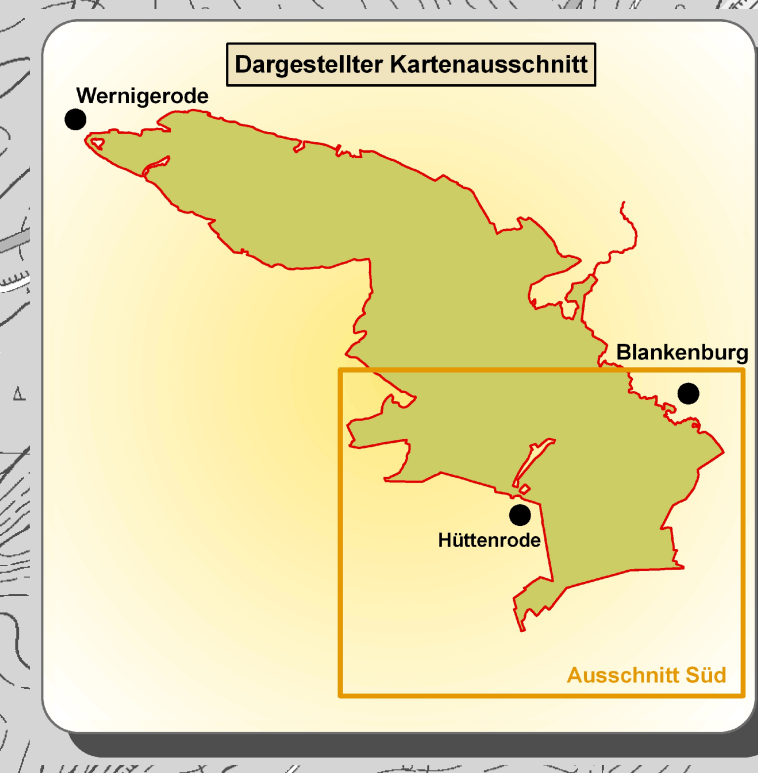 Dargestellter Kartenausschnitt
Wernigerode
Blankenburg
Hüttenrode
Ausschnitt Süd